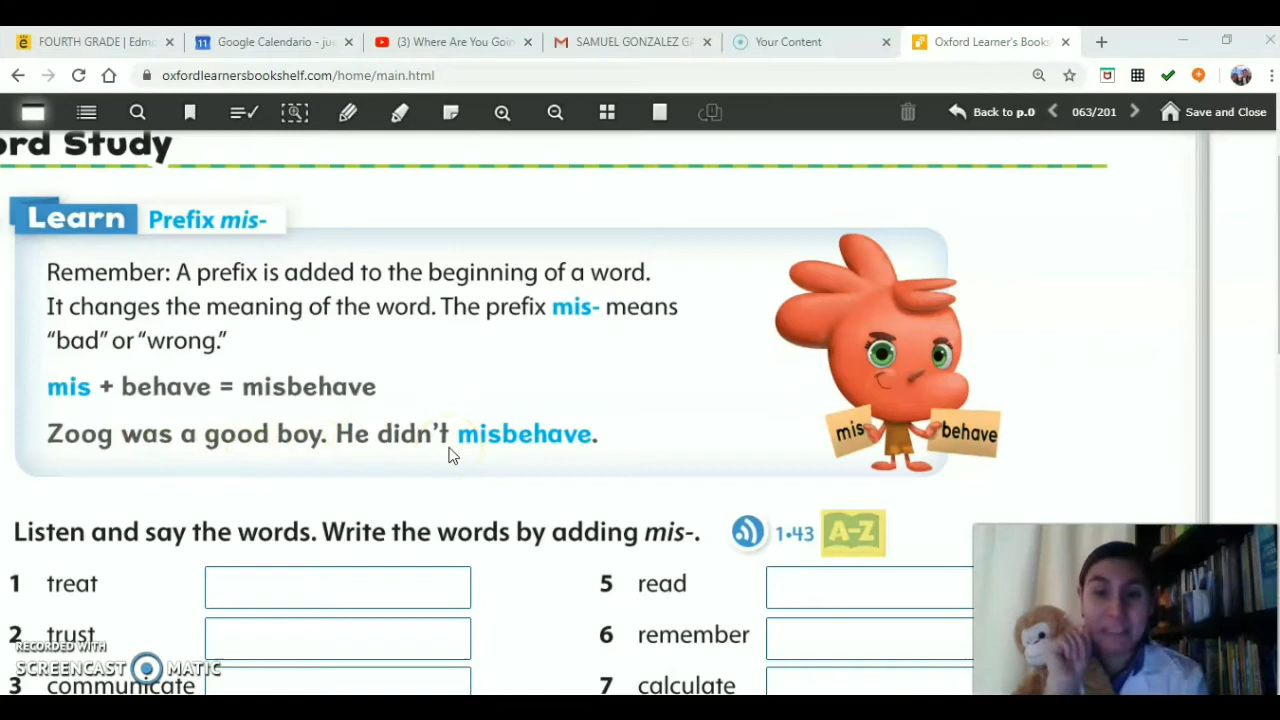 FOURTH GRADE | Edmo
Google Calendario - jue
(3) Where Are You Goin
SAMUEL GONZALEZ GA
Your Content
Oxford Learner's Books
oxfordlearnersbookshelf.com/home/main.html
Back to p.0
063/201
Save and Close
ord Study
Learn Prefix mis-
Remember: A prefix is added to the beginning of a word.
It changes the meaning of the word. The prefix mis- means
“bad” or “wrong.”
mis + behave = misbehave
Zoog was a good boy. He didn’t misbehave.
mis behave
Listen and say the words. Write the words by adding mis-. 1·43 A-Z
1 treat
5 read
2 trust
6 remember
3 communicate
7 calculate
RECORDED WITH
SCREENCAST MATIC